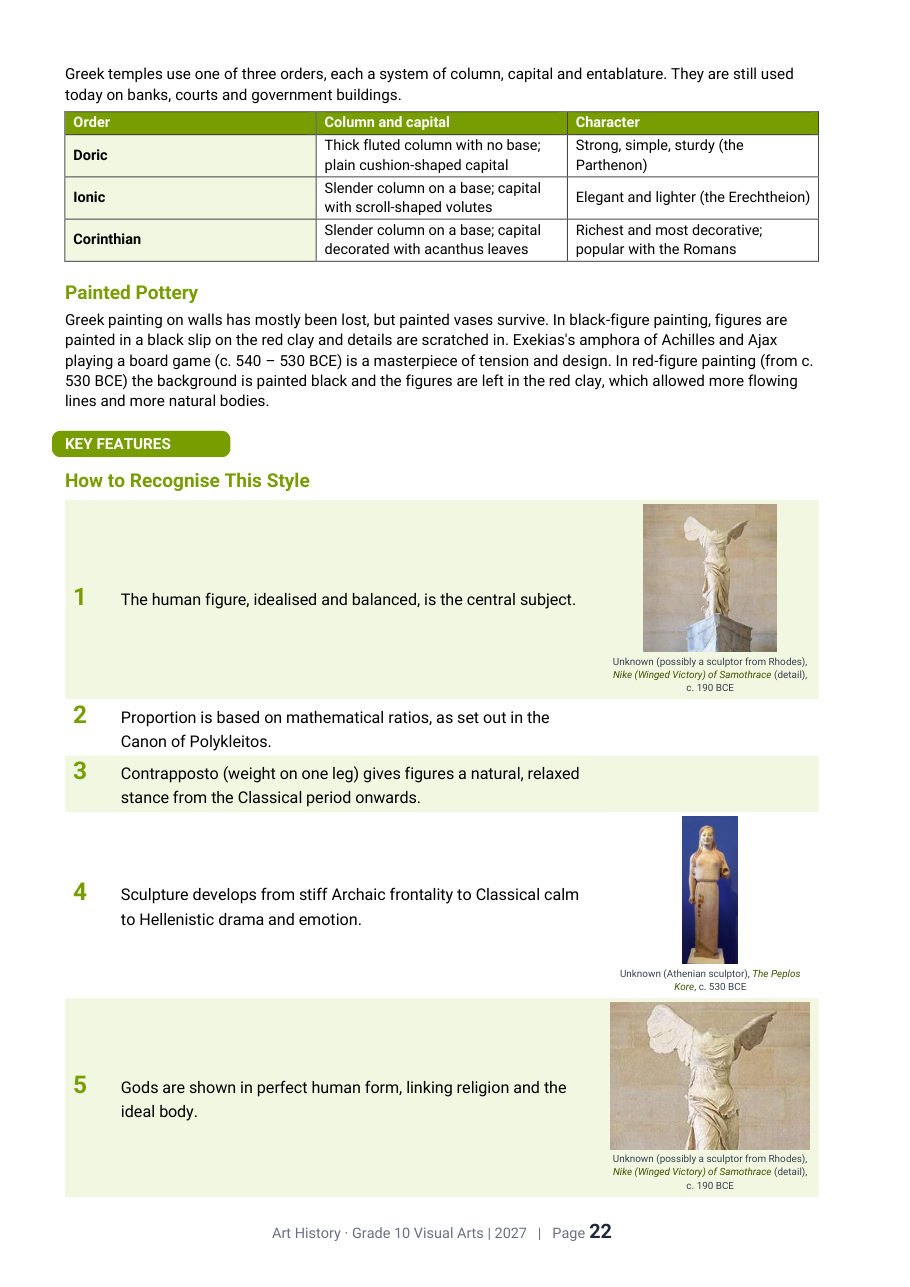 Greek temples use one of three orders, each a system of column, capital and entablature. They are still used
today on banks, courts and government buildings.
Order Column and capital Character
Doric Thick fluted column with no base; Strong, simple, sturdy (the
plain cushion-shaped capital Parthenon)
Ionic Slender column on a base; capital Elegant and lighter (the Erechtheion)
with scroll-shaped volutes
Corinthian Slender column on a base; capital Richest and most decorative;
decorated with acanthus leaves popular with the Romans
Painted Pottery
Greek painting on walls has mostly been lost, but painted vases survive. In black-figure painting, figures are
painted in a black slip on the red clay and details are scratched in. Exekias's amphora of Achilles and Ajax
playing a board game (c. 540 – 530 BCE) is a masterpiece of tension and design. In red-figure painting (from c.
530 BCE) the background is painted black and the figures are left in the red clay, which allowed more flowing
lines and more natural bodies.
KEY FEATURES
How to Recognise This Style
1 The human figure, idealised and balanced, is the central subject.
Unknown (possibly a sculptor from Rhodes),
Nike (Winged Victory) of Samothrace (detail),
c. 190 BCE
2 Proportion is based on mathematical ratios, as set out in the
Canon of Polykleitos.
3 Contrapposto (weight on one leg) gives figures a natural, relaxed
stance from the Classical period onwards.
4 Sculpture develops from stiff Archaic frontality to Classical calm
to Hellenistic drama and emotion.
Unknown (Athenian sculptor), The Peplos
Kore, c. 530 BCE
5 Gods are shown in perfect human form, linking religion and the
ideal body.
Unknown (possibly a sculptor from Rhodes),
Nike (Winged Victory) of Samothrace (detail),
c. 190 BCE
Art History · Grade 10 Visual Arts | 2027 | Page 22